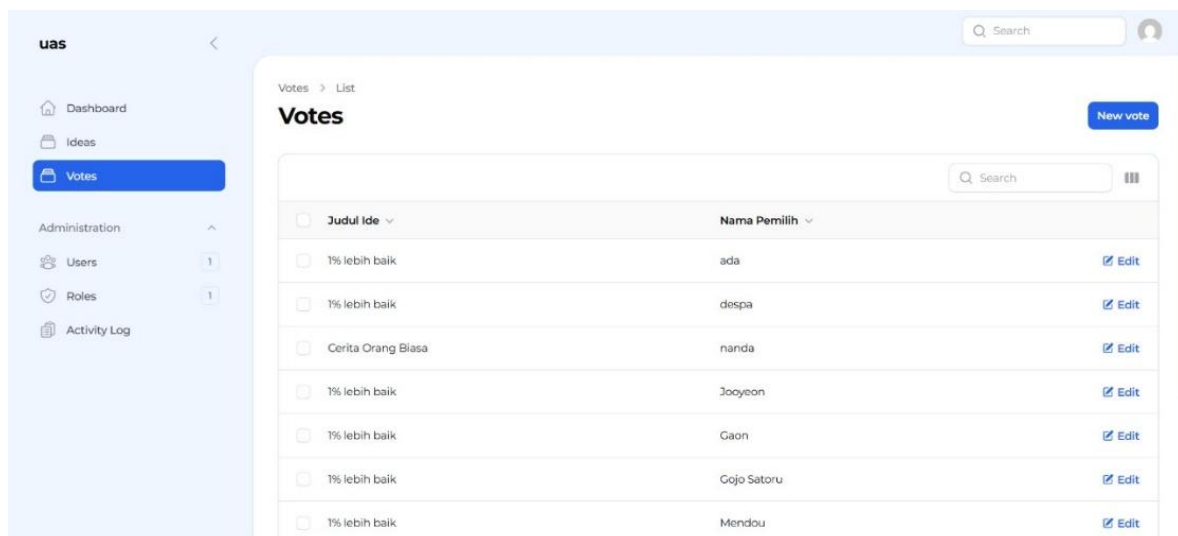 uas
Search
Dashboard
Ideas
Votes
Administration
Users 1
Roles 1
Activity Log
Votes > List
Votes
New vote
Search
Judul Ide Nama Pemilih
1% lebih baik ada Edit
1% lebih baik despa Edit
Cerita Orang Biasa nanda Edit
1% lebih baik Jooyeon Edit
1% lebih baik Gaon Edit
1% lebih baik Gojo Satoru Edit
1% lebih baik Mendou Edit